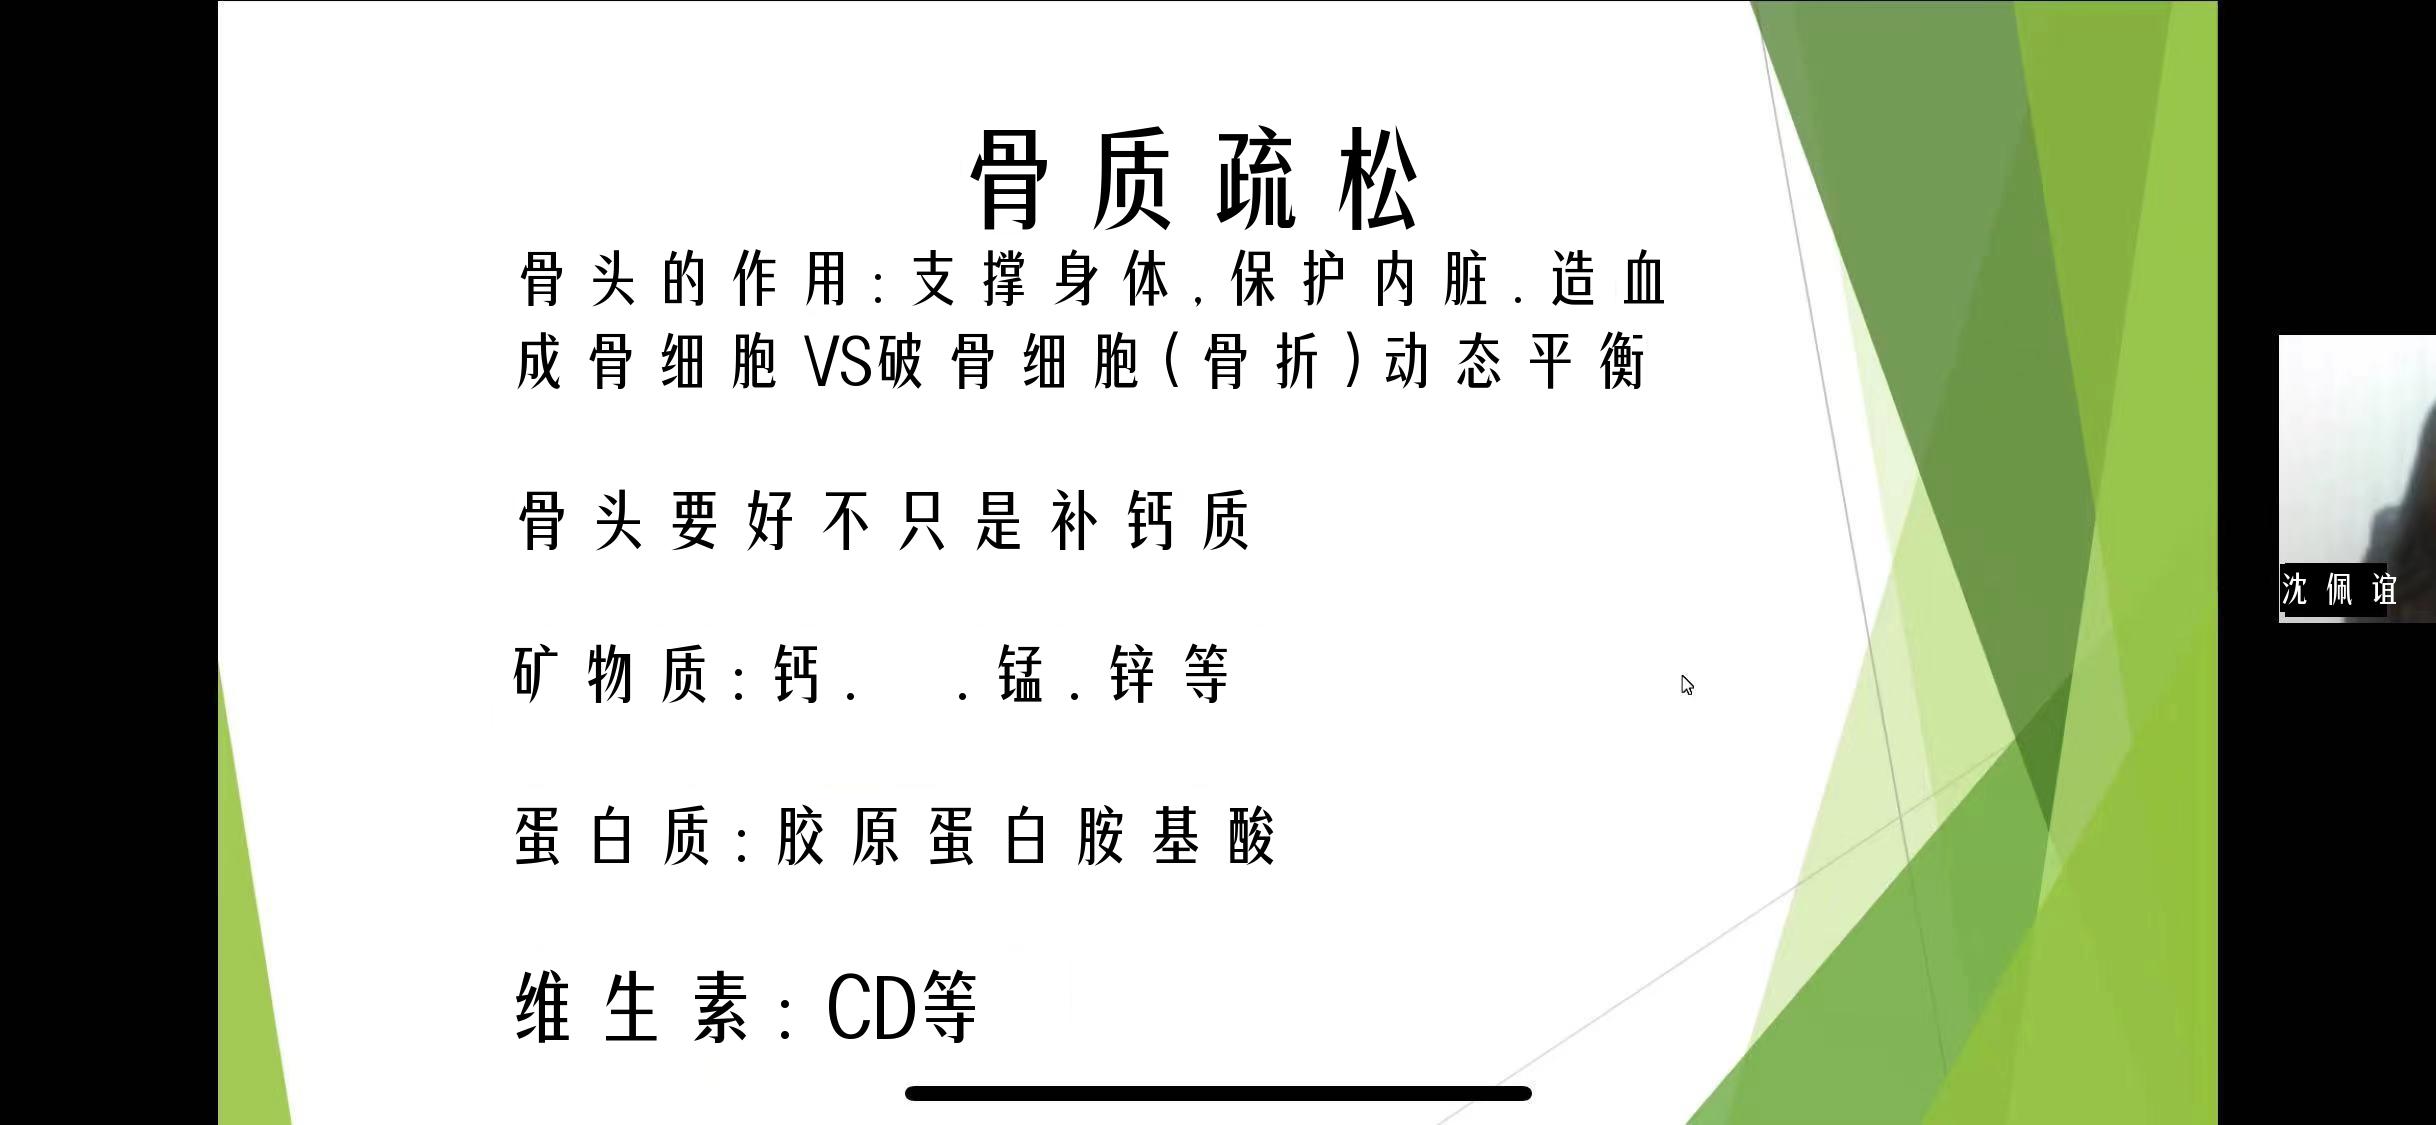 骨质疏松
骨头的作用:支撑身体,保护内脏.造血
成骨细胞VS破骨细胞(骨折)动态平衡
骨头要好不只是补钙质
矿物质:钙. .锰.锌等
蛋白质:胶原蛋白胺基酸
维生素:CD等
沈佩谊